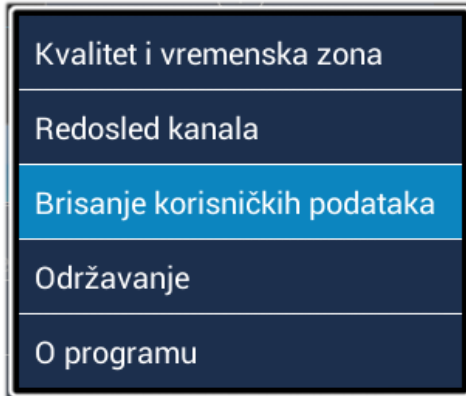 Kvalitet i vremenska zona
Redosled kanala
Brisanje korisničkih podataka
Održavanje
O programu